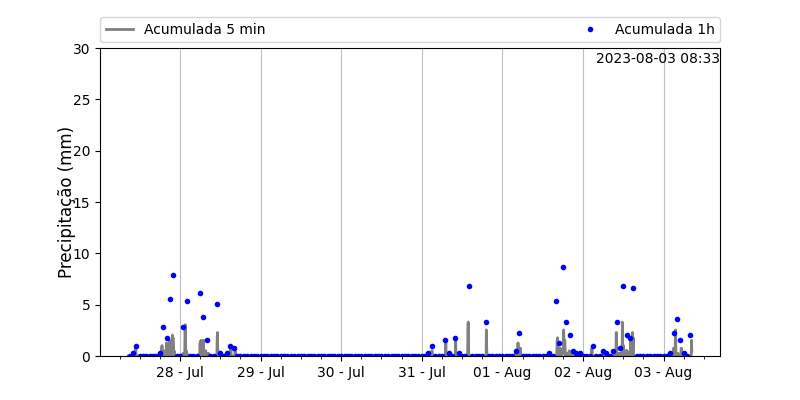 Acumulada 5 min
Acumulada 1h
2023-08-03 08:33
Precipitação (mm)
30
25
20
15
10
5
0
28 - Jul
29 - Jul
30 - Jul
31 - Jul
01 - Aug
02 - Aug
03 - Aug